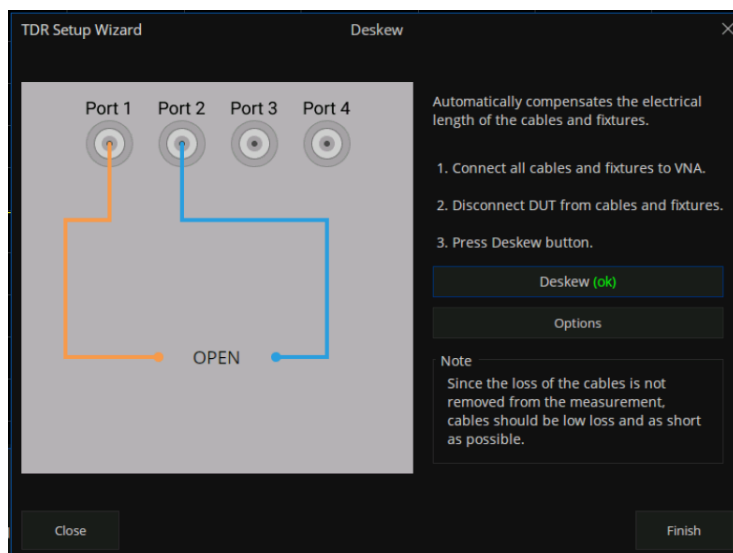 TDR Setup Wizard
Deskew
Port 1 Port 2 Port 3 Port 4
OPEN
Automatically compensates the electrical
length of the cables and fixtures.
1. Connect all cables and fixtures to VNA.
2. Disconnect DUT from cables and fixtures.
3. Press Deskew button.
Deskew (ok)
Options
Note
Since the loss of the cables is not
removed from the measurement,
cables should be low loss and as short
as possible.
Close
Finish